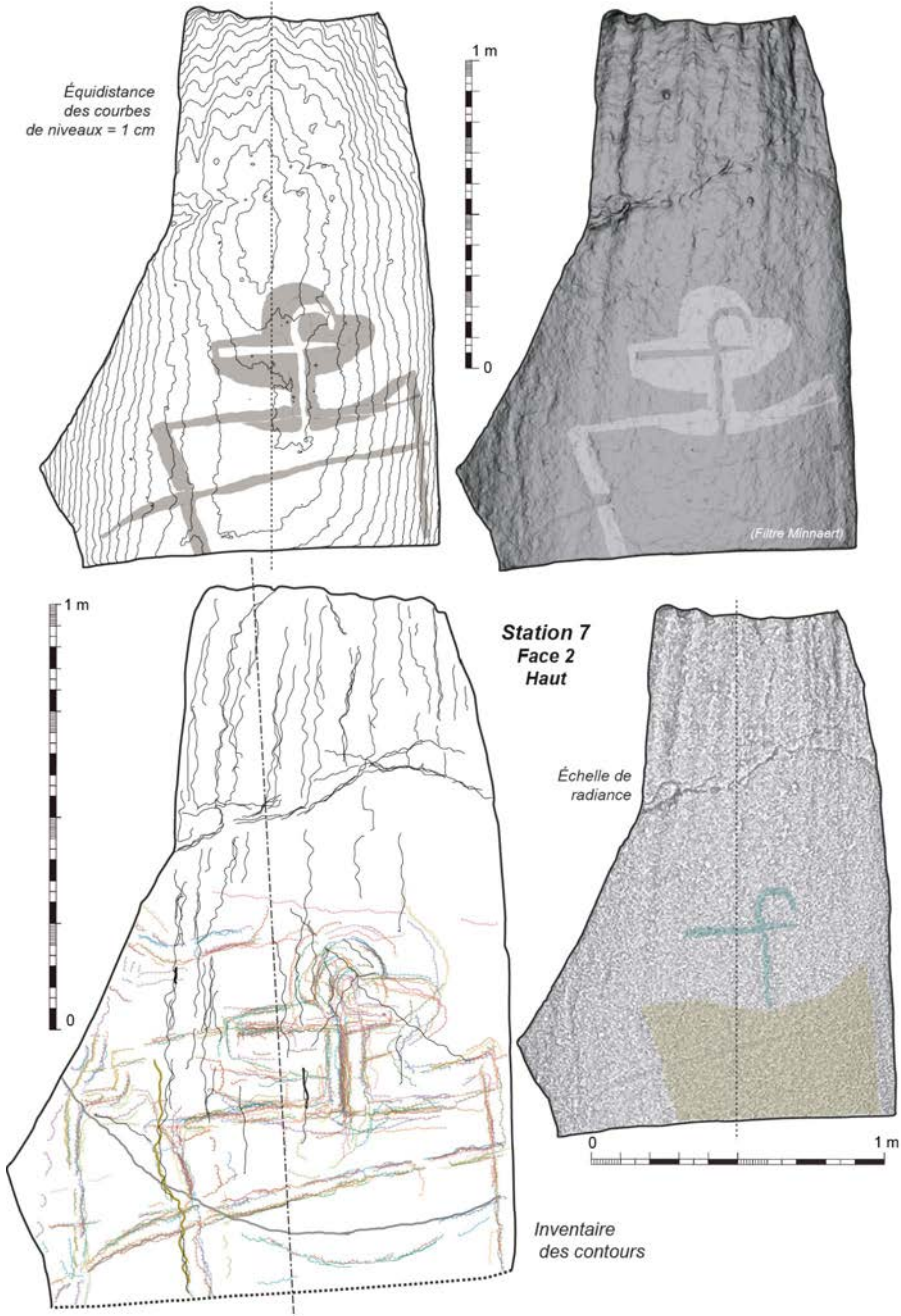 Équidistance
des courbes
de niveaux = 1 cm
1 m
0
(Filtre Minnaert)
1 m
0
Station 7
Face 2
Haut
Échelle de
radiance
0
1 m
Inventaire
des contours